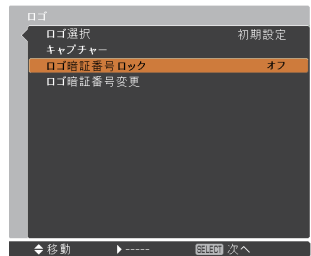 ロゴ
ロゴ選択 初期設定
キャプチャー
ロゴ暗証番号ロック オフ
ロゴ暗証番号変更
移動 ----- SELECT 次へ